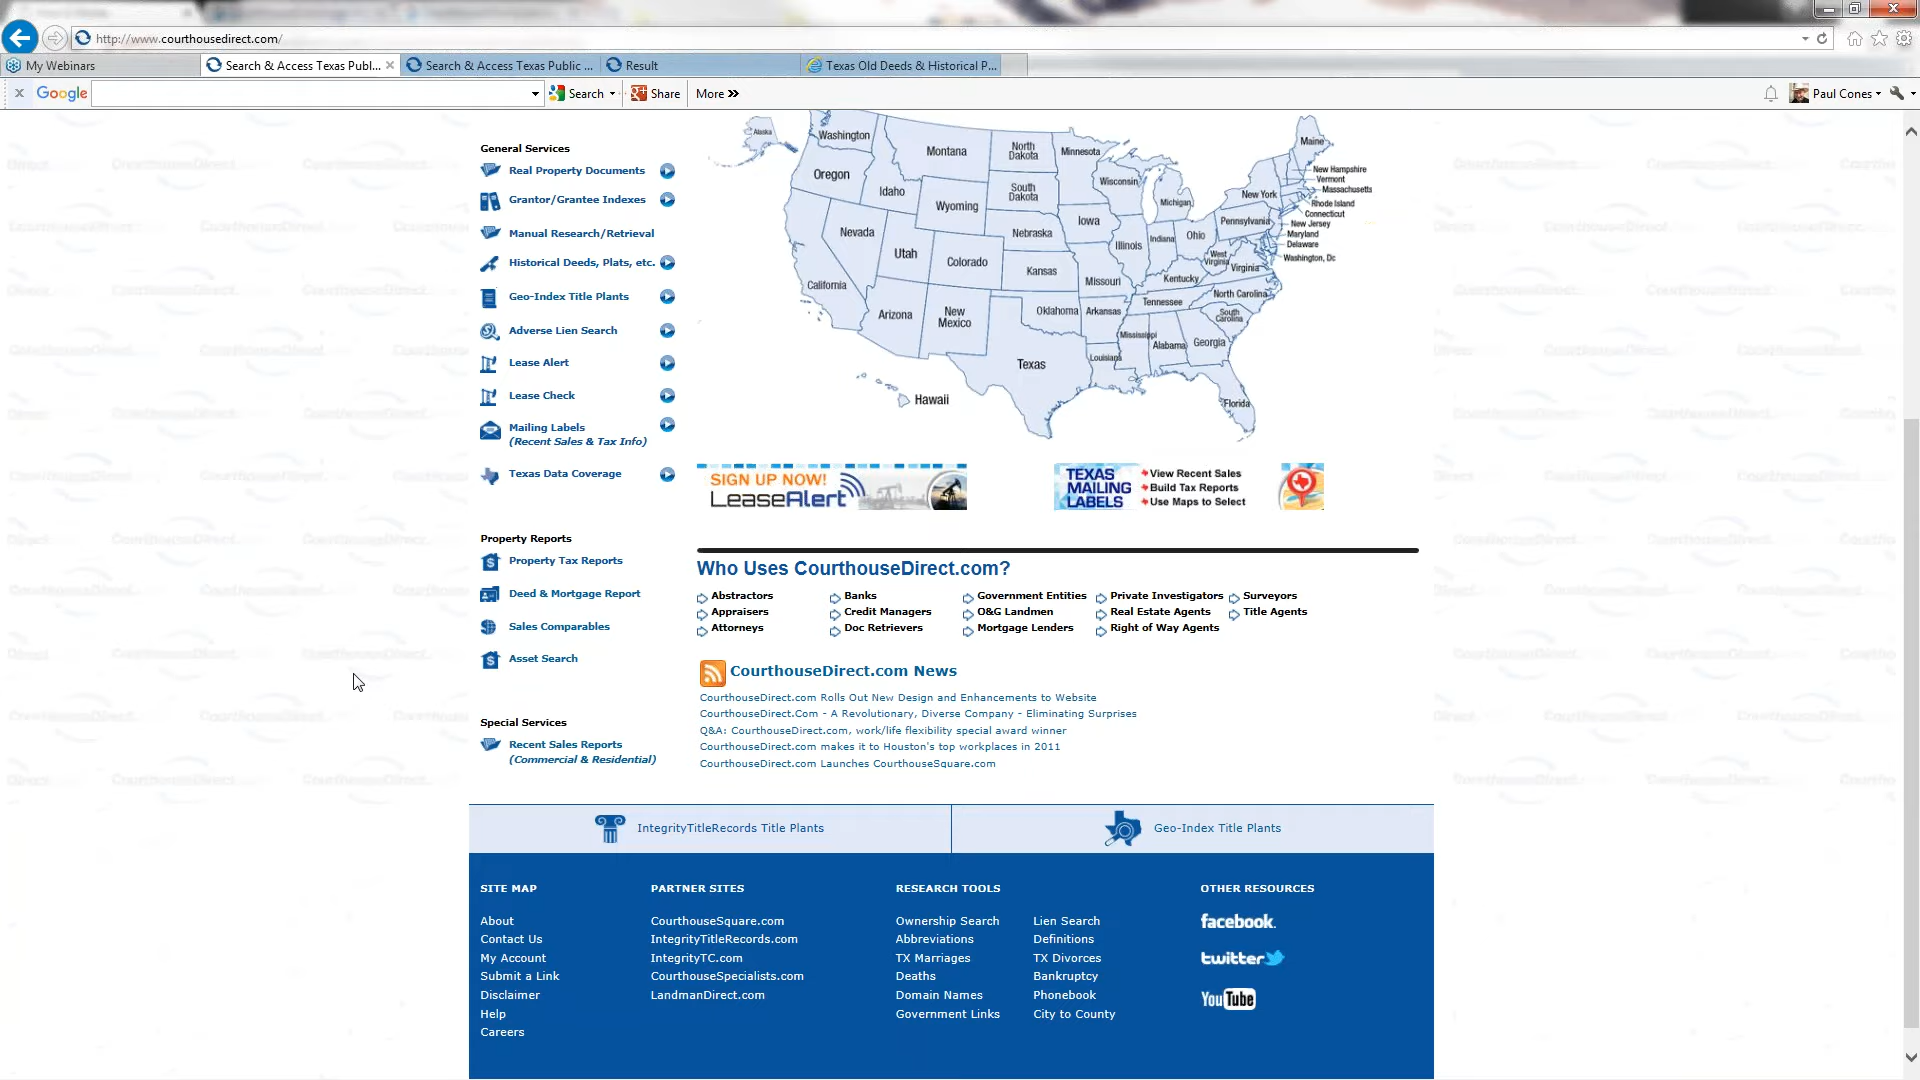 http://www.courthousedirect.com/
My Webinars
Search & Access Texas Publ...
Search & Access Texas Public ...
Result
Texas Old Deeds & Historical P...
Google
Search
Share
More »
Paul Cones
General Services
Real Property Documents
Grantor/Grantee Indexes
Manual Research/Retrieval
Historical Deeds, Plats, etc.
Geo-Index Title Plants
Adverse Lien Search
Lease Alert
Lease Check
Mailing Labels
(Recent Sales & Tax Info)
Texas Data Coverage
Property Reports
Property Tax Reports
Deed & Mortgage Report
Sales Comparables
Asset Search
Special Services
Recent Sales Reports
(Commercial & Residential)
Alaska
Washington
Oregon
California
Nevada
Idaho
Montana
Wyoming
Utah
Arizona
Colorado
New
Mexico
North
Dakota
South
Dakota
Nebraska
Kansas
Oklahoma
Texas
Hawaii
Minnesota
Iowa
Missouri
Arkansas
Louisiana
Wisconsin
Illinois
Michigan
Indiana
Ohio
Kentucky
Tennessee
Mississippi
Alabama
Georgia
Florida
South
Carolina
North Carolina
Virginia
West
Virginia
Pennsylvania
New York
Maine
New Hampshire
Vermont
Massachusetts
Rhode Island
Connecticut
New Jersey
Maryland
Delaware
Washington, Dc
SIGN UP NOW!
LeaseAlert
TEXAS
MAILING
LABELS
View Recent Sales
Build Tax Reports
Use Maps to Select
Who Uses CourthouseDirect.com?
Abstractors
Appraisers
Attorneys
Banks
Credit Managers
Doc Retrievers
Government Entities
O&G Landmen
Mortgage Lenders
Private Investigators
Real Estate Agents
Right of Way Agents
Surveyors
Title Agents
CourthouseDirect.com News
CourthouseDirect.com Rolls Out New Design and Enhancements to Website
CourthouseDirect.Com - A Revolutionary, Diverse Company - Eliminating Surprises
Q&A: CourthouseDirect.com, work/life flexibility special award winner
CourthouseDirect.com makes it to Houston's top workplaces in 2011
CourthouseDirect.com Launches CourthouseSquare.com
IntegrityTitleRecords Title Plants
Geo-Index Title Plants
SITE MAP
About
Contact Us
My Account
Submit a Link
Disclaimer
Help
Careers
PARTNER SITES
CourthouseSquare.com
IntegrityTitleRecords.com
IntegrityTC.com
CourthouseSpecialists.com
LandmanDirect.com
RESEARCH TOOLS
Ownership Search
Abbreviations
TX Marriages
Deaths
Domain Names
Government Links
Lien Search
Definitions
TX Divorces
Bankruptcy
Phonebook
City to County
OTHER RESOURCES
facebook.
twitter
YouTube